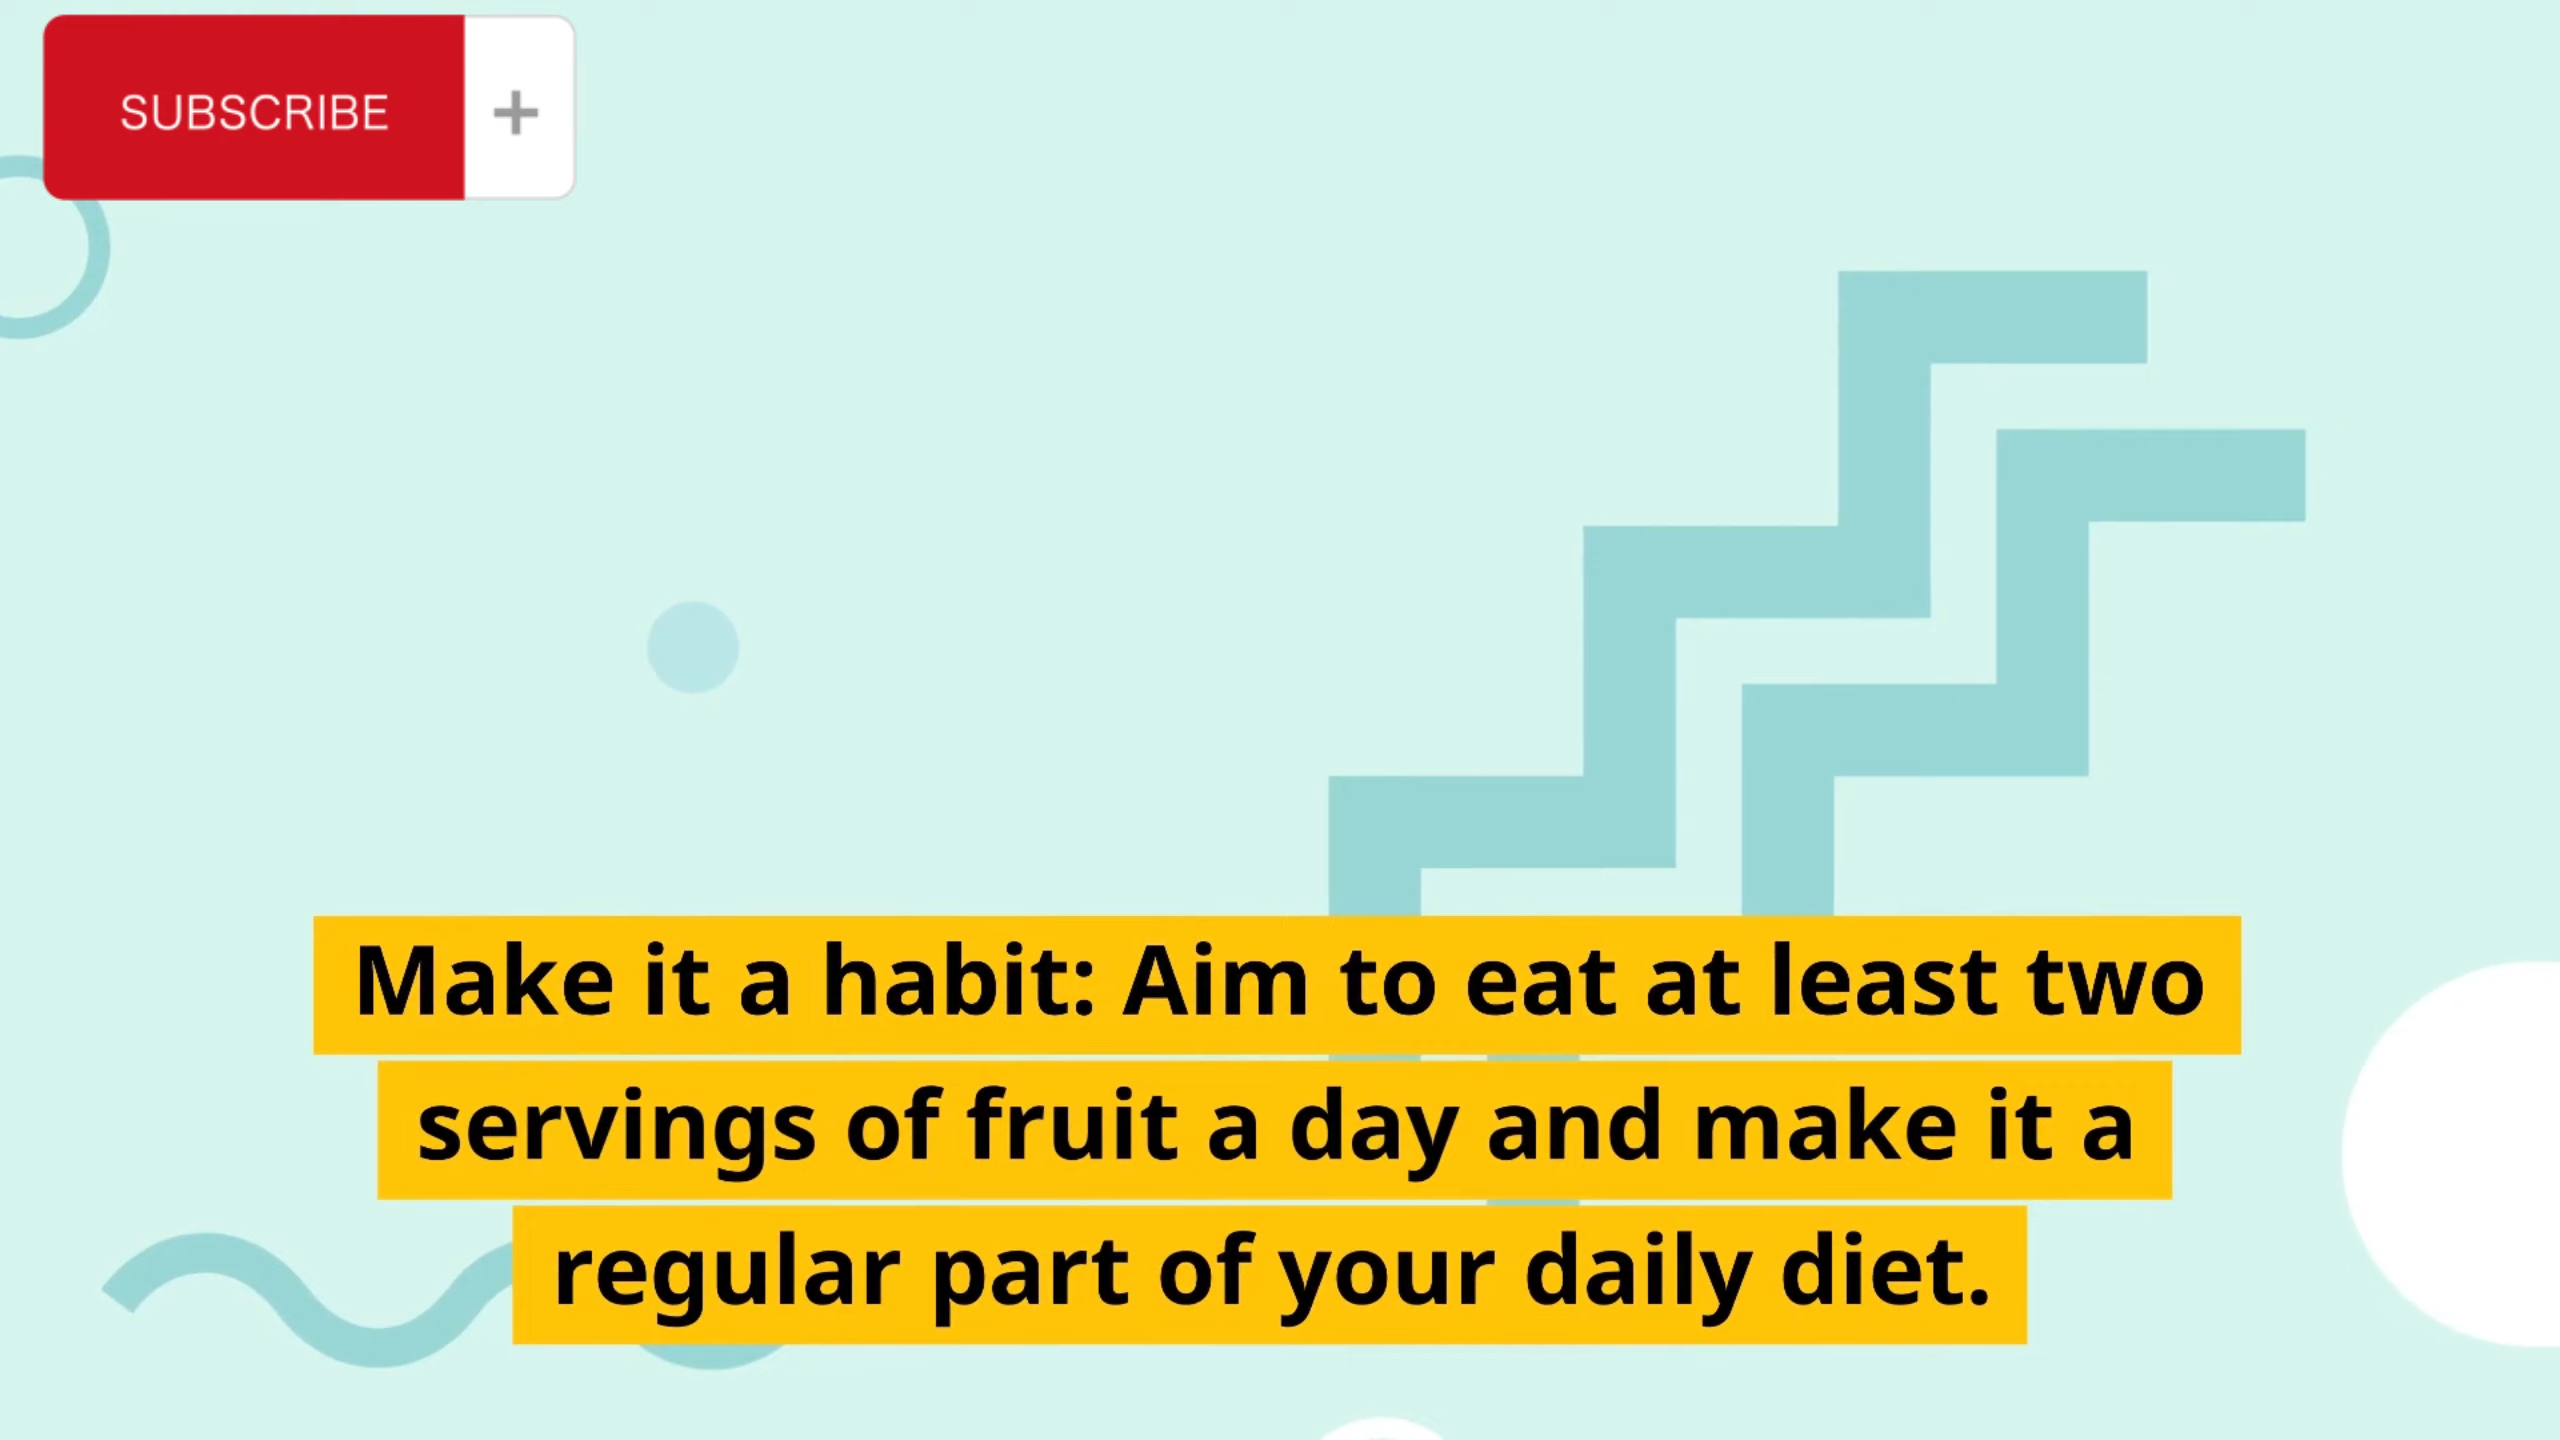 SUBSCRIBE +
Make it a habit: Aim to eat at least two
servings of fruit a day and make it a
regular part of your daily diet.